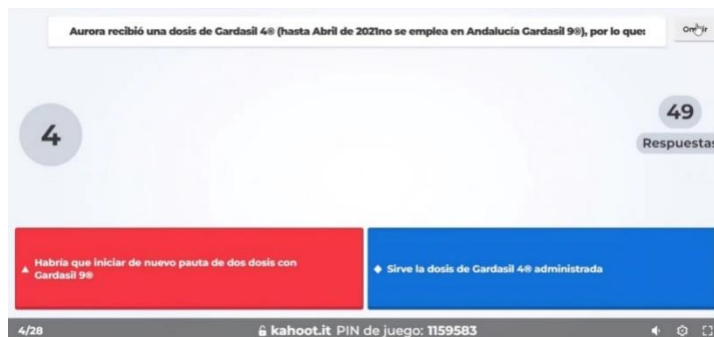 Aurora recibió una dosis de Gardasil 4® (hasta Abril de 2021no se emplea en Andalucía Gardasil 9®), por lo que:
4
49
Respuestas
Habría que iniciar de nuevo pauta de dos dosis con
Gardasil 9®
Sirve la dosis de Gardasil 4® administrada
4/28
kahoot.it PIN de juego: 1159583